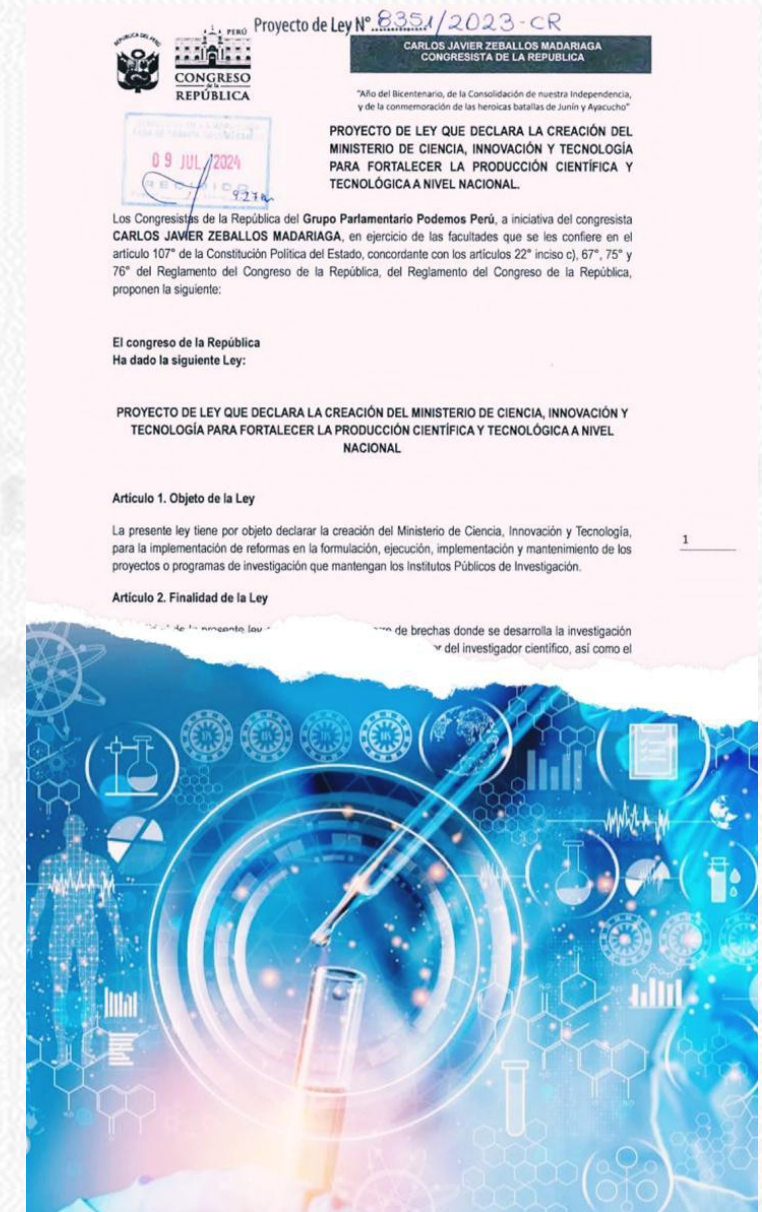 REPÚBLICA DEL PERÚ
PERÚ
CONGRESO
de la
REPÚBLICA
Proyecto de Ley N° 8351/2023-CR
CARLOS JAVIER ZEBALLOS MADARIAGA
CONGRESISTA DE LA REPUBLICA
"Año del Bicentenario, de la Consolidación de nuestra Independencia,
y de la conmemoración de las heroicas batallas de Junín y Ayacucho"
09 JUL 2024
RECIBIDO
PROYECTO DE LEY QUE DECLARA LA CREACIÓN DEL
MINISTERIO DE CIENCIA, INNOVACIÓN Y TECNOLOGÍA
PARA FORTALECER LA PRODUCCIÓN CIENTÍFICA Y
TECNOLÓGICA A NIVEL NACIONAL.
Los Congresistas de la República del Grupo Parlamentario Podemos Perú, a iniciativa del congresista
CARLOS JAVIER ZEBALLOS MADARIAGA, en ejercicio de las facultades que se les confiere en el
artículo 107° de la Constitución Política del Estado, concordante con los artículos 22° inciso c), 67°, 75° y
76° del Reglamento del Congreso de la República, del Reglamento del Congreso de la República,
proponen la siguiente:
El congreso de la República
Ha dado la siguiente Ley:
PROYECTO DE LEY QUE DECLARA LA CREACIÓN DEL MINISTERIO DE CIENCIA, INNOVACIÓN Y
TECNOLOGÍA PARA FORTALECER LA PRODUCCIÓN CIENTÍFICA Y TECNOLÓGICA A NIVEL
NACIONAL
Artículo 1. Objeto de la Ley
La presente ley tiene por objeto declarar la creación del Ministerio de Ciencia, Innovación y Tecnología,
para la implementación de reformas en la formulación, ejecución, implementación y mantenimiento de los
proyectos o programas de investigación que mantengan los Institutos Públicos de Investigación.
1
Artículo 2. Finalidad de la Ley
de la presente ley de brechas donde se desarrolla la investigación
del investigador científico, así como el